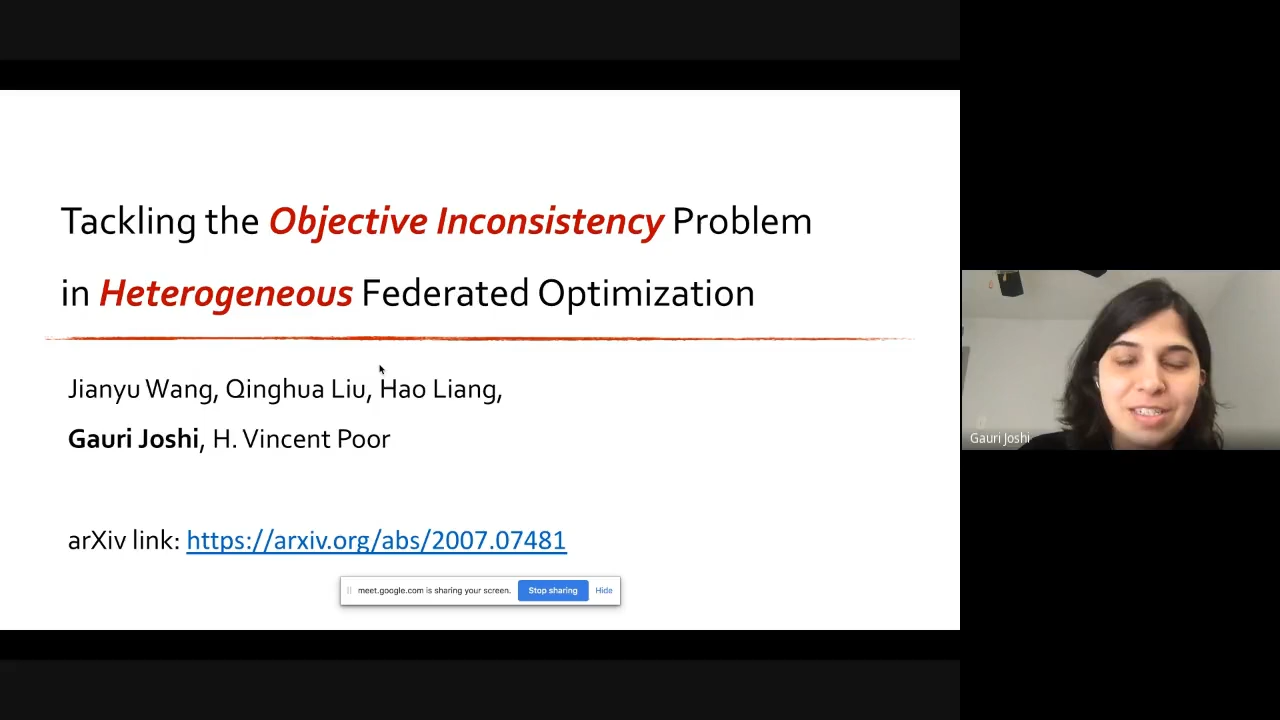 Tackling the Objective Inconsistency Problem
in Heterogeneous Federated Optimization
Jianyu Wang, Qinghua Liu, Hao Liang,
Gauri Joshi, H. Vincent Poor
arXiv link: https://arxiv.org/abs/2007.07481
meet.google.com is sharing your screen. Stop sharing Hide
Gauri Joshi